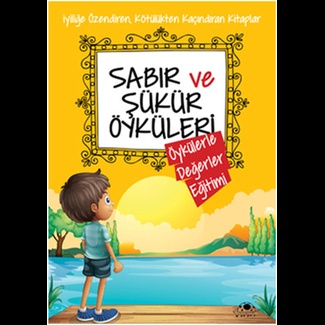 İyiliğe Özendiren, Kötülükten Kaçındıran Kitaplar
SABIR ve
ŞÜKÜR
ÖYKÜLERİ
Öykülerle
Değerler
Eğitimi